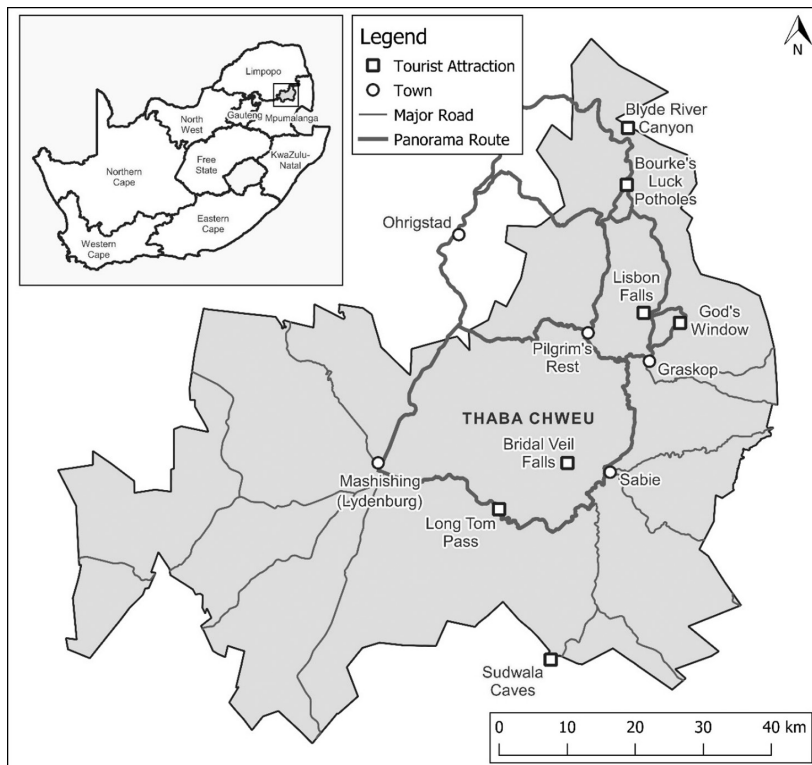 Limpopo
North
West
Gauteng
Mpumalanga
Northern
Cape
Free
State
KwaZulu-
Natal
Eastern
Cape
Western
Cape
Legend
Tourist Attraction
Town
Major Road
Panorama Route
N
Blyde River
Canyon
Bourke's
Luck
Potholes
Ohrigstad
Lisbon
Falls
God's
Window
Pilgrim's
Rest
Graskop
THABA CHWEU
Bridal Veil
Falls
Mashishing
(Lydenburg)
Sabie
Long Tom
Pass
Sudwala
Caves
0 10 20 30 40 km